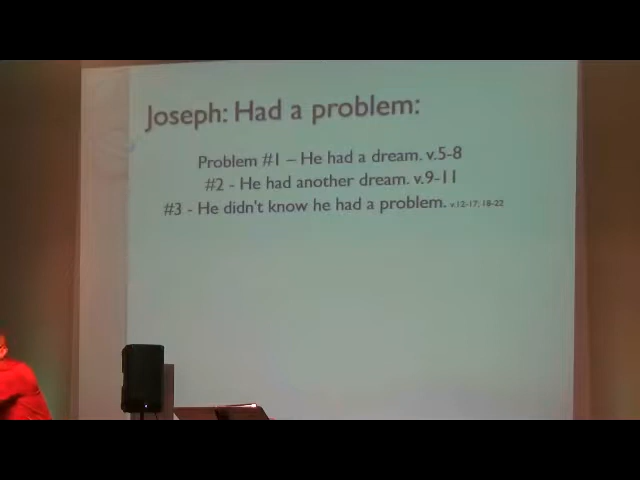 Joseph: Had a problem:
Problem #1 – He had a dream. v.5-8
#2 - He had another dream. v.9-11
#3 - He didn't know he had a problem. v.12-17; 18-22